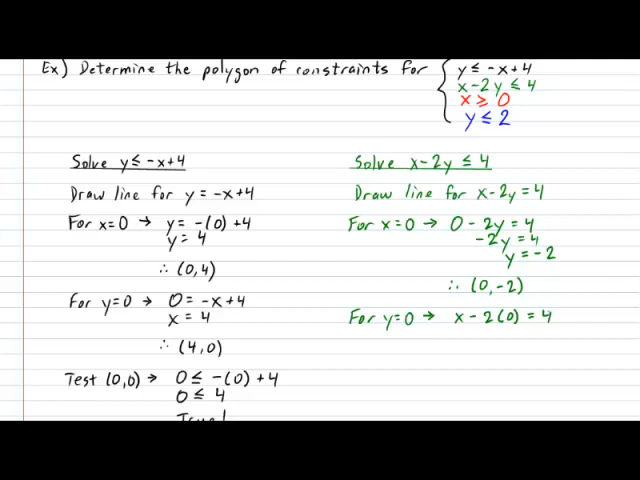 Ex) Determine the polygon of constraints for { y ≤ -x+4
x-2y ≤ 4
x ≥ 0
y ≤ 2
Solve y ≤ -x+4
Draw line for y = -x+4
For x=0 → y = -(0)+4
y = 4
∴ (0,4)
For y=0 → 0 = -x+4
x = 4
∴ (4,0)
Test (0,0) → 0 ≤ -(0)+4
0 ≤ 4
True!
Solve x-2y ≤ 4
Draw line for x-2y = 4
For x=0 → 0-2y = 4
-2y = 4
y = -2
∴ (0,-2)
For y=0 → x-2(0) = 4